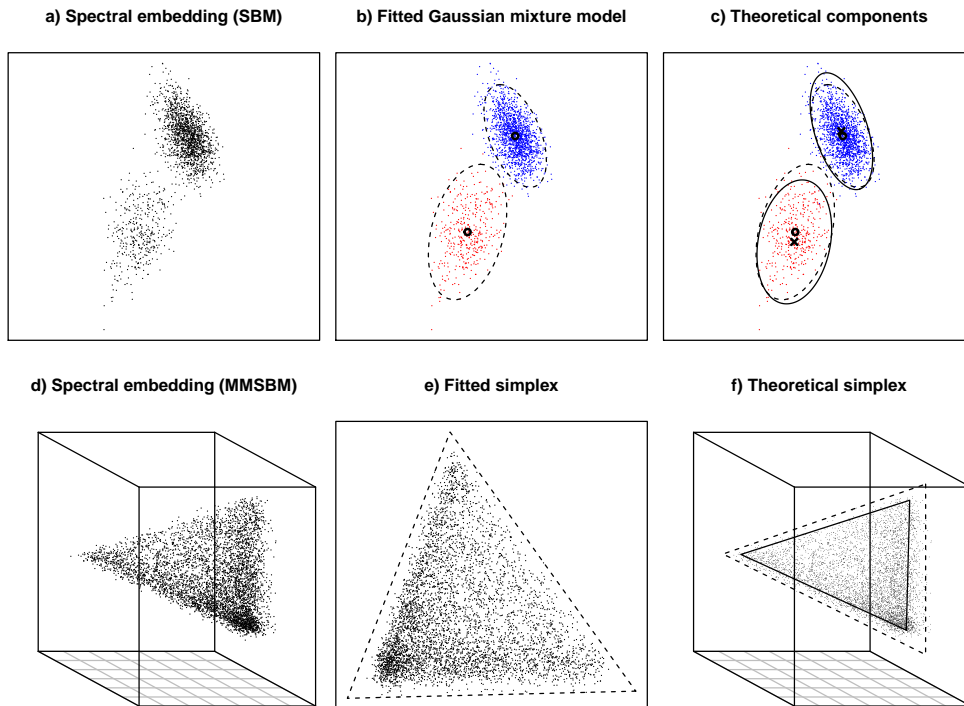 a) Spectral embedding (SBM)
b) Fitted Gaussian mixture model
c) Theoretical components
d) Spectral embedding (MMSBM)
e) Fitted simplex
f) Theoretical simplex